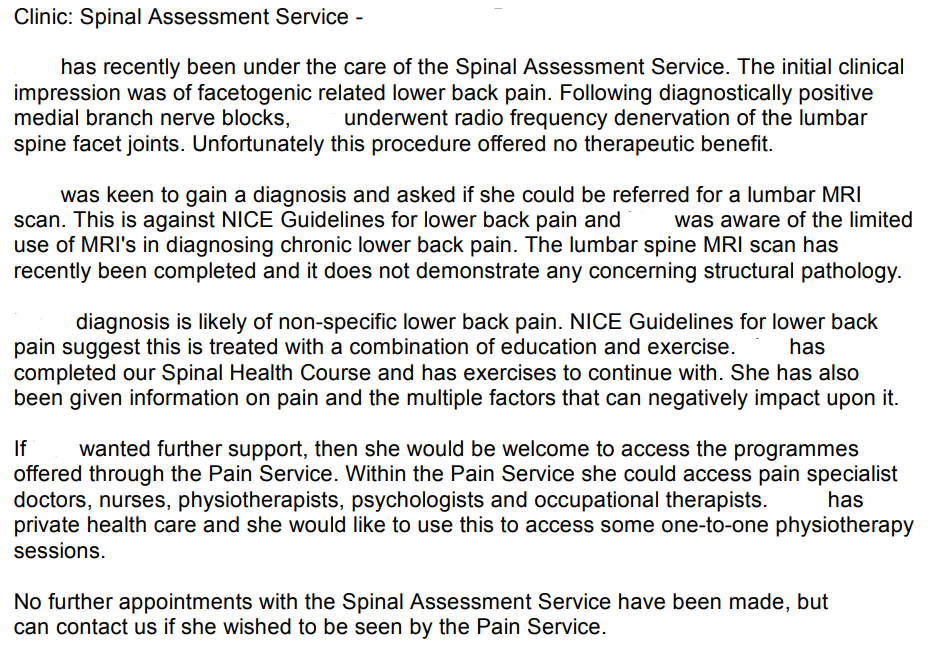 Clinic: Spinal Assessment Service -
has recently been under the care of the Spinal Assessment Service. The initial clinical
impression was of facetogenic related lower back pain. Following diagnostically positive
medial branch nerve blocks, underwent radio frequency denervation of the lumbar
spine facet joints. Unfortunately this procedure offered no therapeutic benefit.
was keen to gain a diagnosis and asked if she could be referred for a lumbar MRI
scan. This is against NICE Guidelines for lower back pain and was aware of the limited
use of MRI's in diagnosing chronic lower back pain. The lumbar spine MRI scan has
recently been completed and it does not demonstrate any concerning structural pathology.
diagnosis is likely of non-specific lower back pain. NICE Guidelines for lower back
pain suggest this is treated with a combination of education and exercise. has
completed our Spinal Health Course and has exercises to continue with. She has also
been given information on pain and the multiple factors that can negatively impact upon it.
If wanted further support, then she would be welcome to access the programmes
offered through the Pain Service. Within the Pain Service she could access pain specialist
doctors, nurses, physiotherapists, psychologists and occupational therapists. has
private health care and she would like to use this to access some one-to-one physiotherapy
sessions.
No further appointments with the Spinal Assessment Service have been made, but
can contact us if she wished to be seen by the Pain Service.